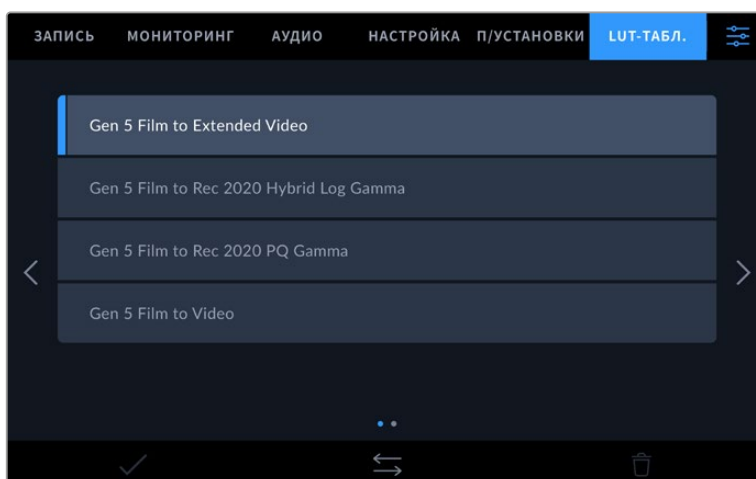 ЗАПИСЬ МОНИТОРИНГ АУДИО НАСТРОЙКА П/УСТАНОВКИ LUT-ТАБЛ.
Gen 5 Film to Extended Video
Gen 5 Film to Rec 2020 Hybrid Log Gamma
Gen 5 Film to Rec 2020 PQ Gamma
Gen 5 Film to Video